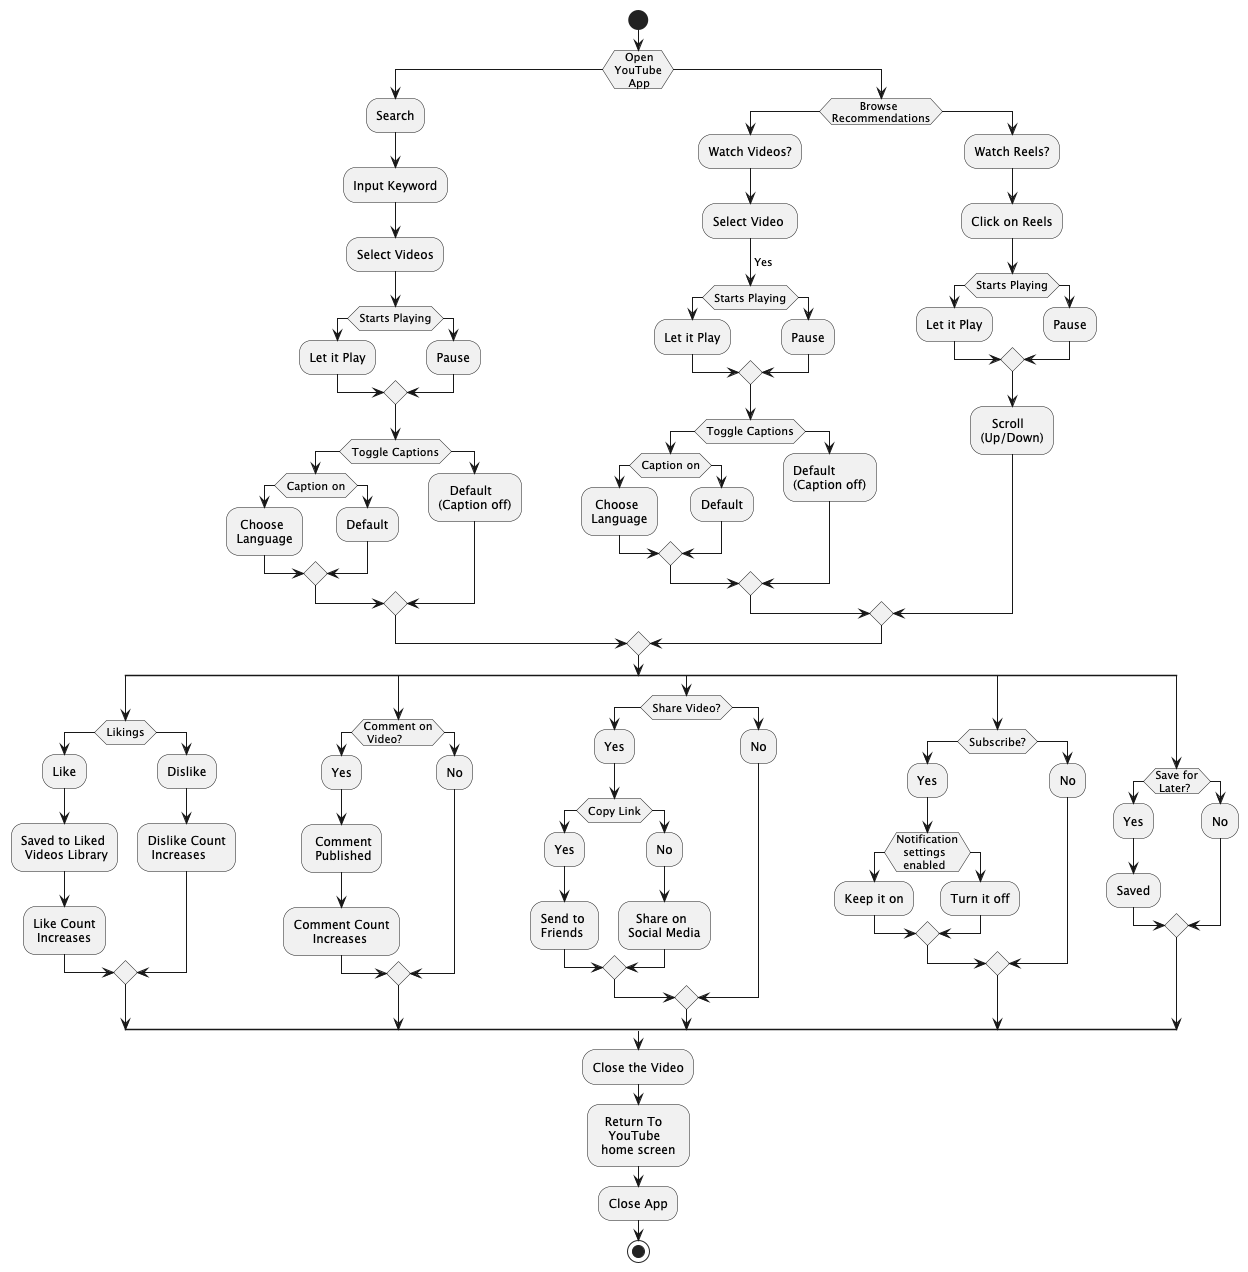 Open
YouTube
App
Search
Input Keyword
Select Videos
Starts Playing
Let it Play
Pause
Toggle Captions
Caption on
Choose
Language
Default
Default
(Caption off)
Browse
Recommendations
Watch Videos?
Select Video
Yes
Starts Playing
Let it Play
Pause
Toggle Captions
Caption on
Choose
Language
Default
Default
(Caption off)
Watch Reels?
Click on Reels
Starts Playing
Let it Play
Pause
Scroll
(Up/Down)
Likings
Like
Saved to Liked
Videos Library
Like Count
Increases
Dislike
Dislike Count
Increases
Comment on
Video?
Yes
Comment
Published
Comment Count
Increases
No
Share Video?
Yes
Copy Link
Yes
Send to
Friends
No
Share on
Social Media
No
Subscribe?
Yes
Notification
settings
enabled
Keep it on
Turn it off
No
Save for
Later?
Yes
Saved
No
Close the Video
Return To
YouTube
home screen
Close App